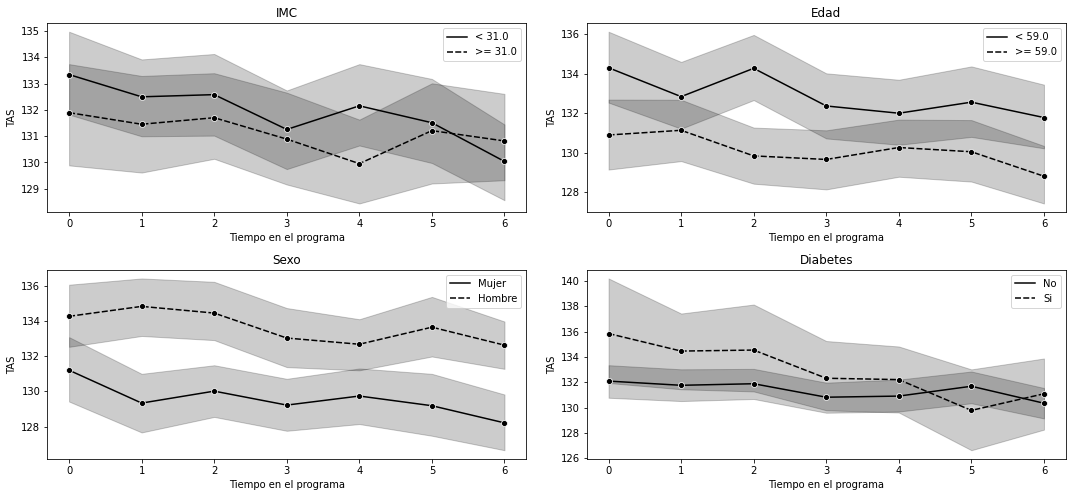 IMC
135
134
133
132
131
130
129
TAS
< 31.0
>= 31.0
0 1 2 3 4 5 6
Tiempo en el programa
Edad
136
134
132
130
128
TAS
< 59.0
>= 59.0
0 1 2 3 4 5 6
Tiempo en el programa
Sexo
136
134
132
130
128
TAS
Mujer
Hombre
0 1 2 3 4 5 6
Tiempo en el programa
Diabetes
140
138
136
134
132
130
128
126
TAS
No
Si
0 1 2 3 4 5 6
Tiempo en el programa